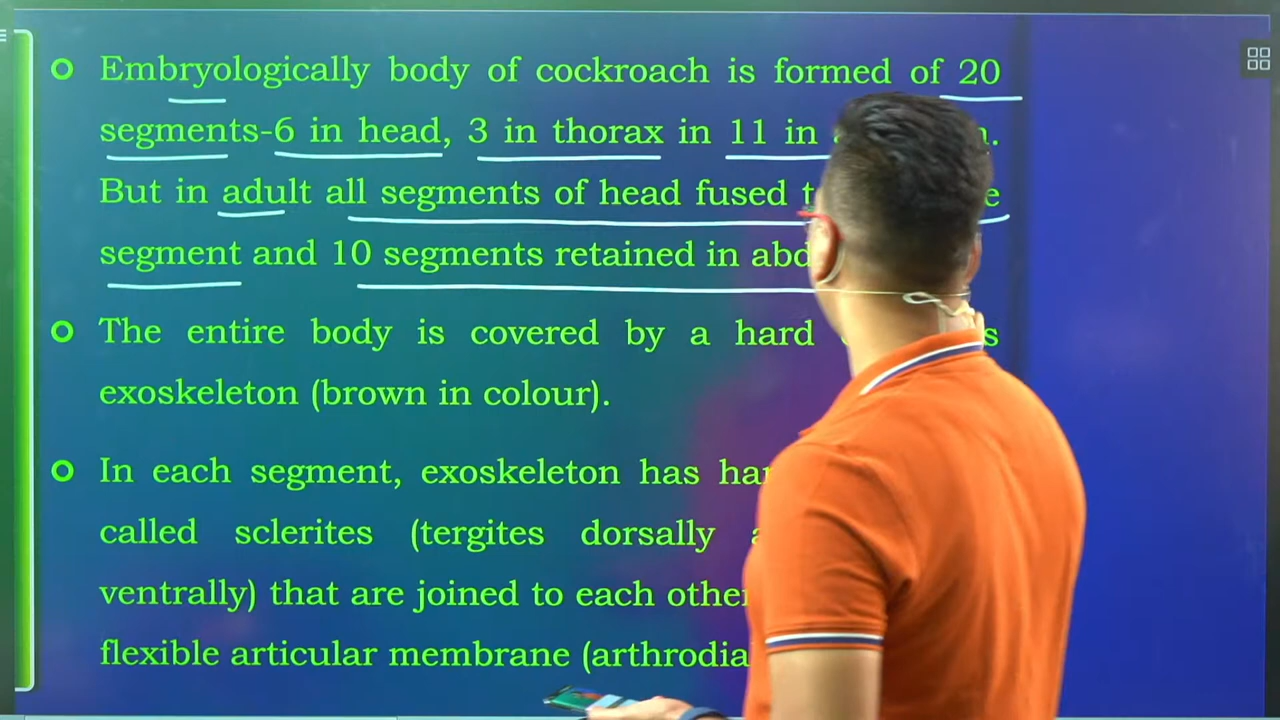 Embryologically body of cockroach is formed of 20
segments-6 in head, 3 in thorax in 11 in
But in adult all segments of head fused
segment and 10 segments retained in
The entire body is covered by a hard
exoskeleton (brown in colour).
In each segment, exoskeleton has
called sclerites (tergites dorsally
ventrally) that are joined to each other
flexible articular membrane